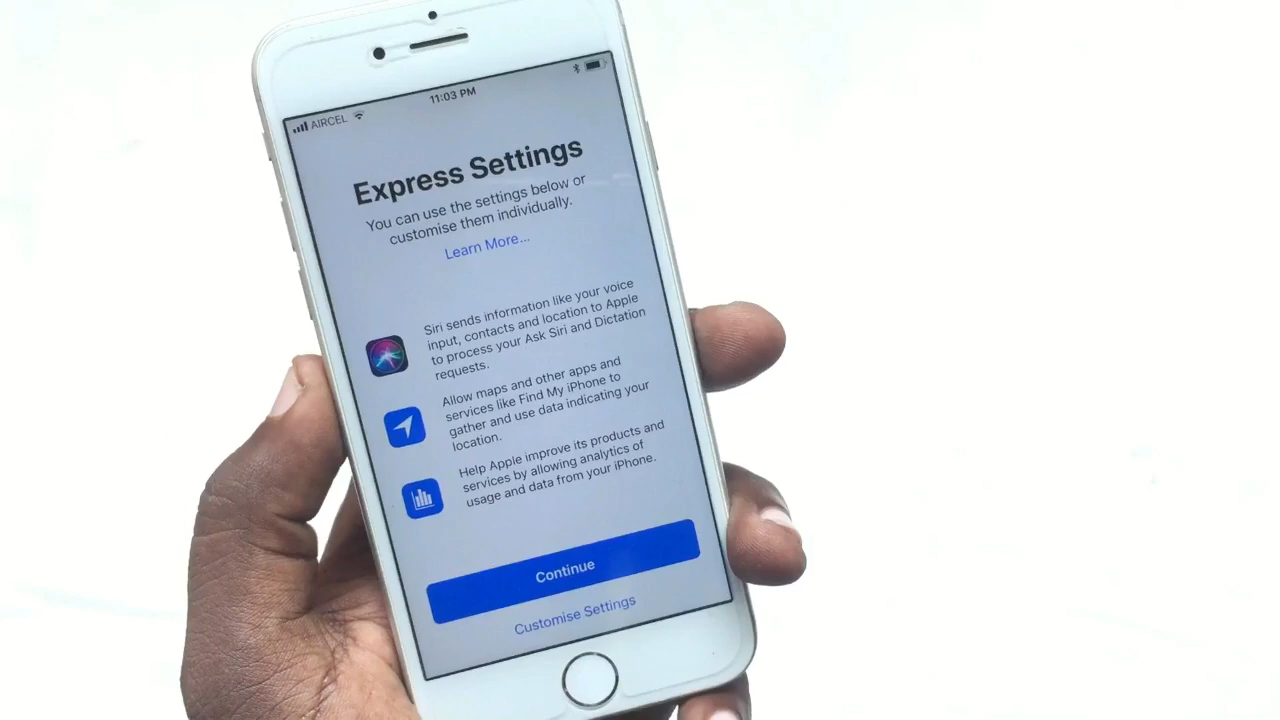 11:03 PM
AIRCEL
Express Settings
You can use the settings below or
customise them individually.
Learn More...
Siri sends information like your voice
input, contacts and location to Apple
to process your Ask Siri and Dictation
requests.
Allow maps and other apps and
services like Find My iPhone to
gather and use data indicating your
location.
Help Apple improve its products and
services by allowing analytics of
usage and data from your iPhone.
Continue
Customise Settings